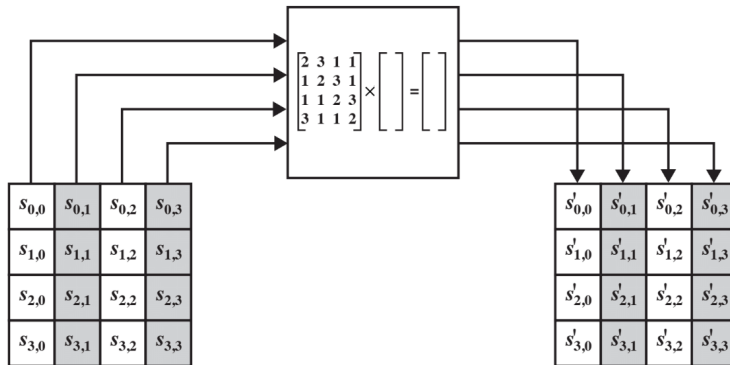 2 3 1 1
1 2 3 1
1 1 2 3
3 1 1 2
× =
s0,0 s0,1 s0,2 s0,3
s1,0 s1,1 s1,2 s1,3
s2,0 s2,1 s2,2 s2,3
s3,0 s3,1 s3,2 s3,3
s'0,0 s'0,1 s'0,2 s'0,3
s'1,0 s'1,1 s'1,2 s'1,3
s'2,0 s'2,1 s'2,2 s'2,3
s'3,0 s'3,1 s'3,2 s'3,3